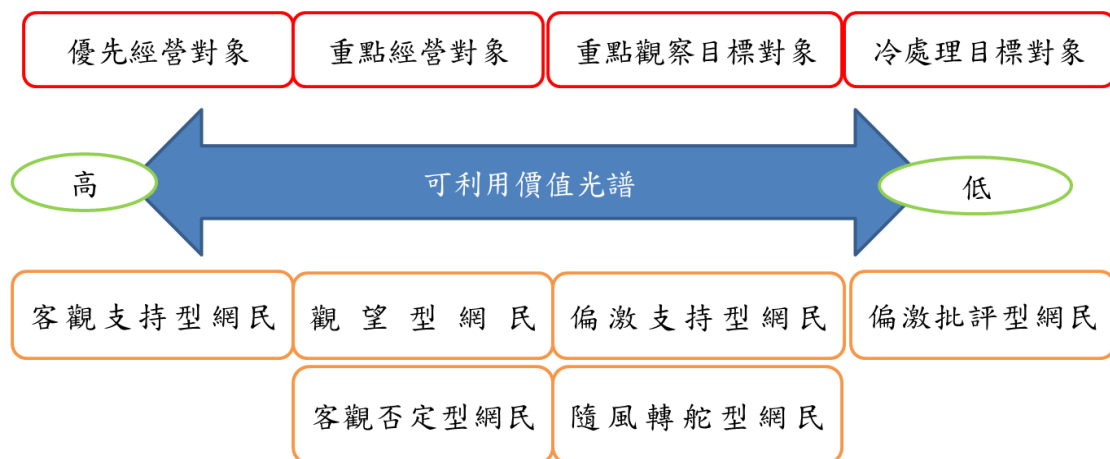 優先經營對象
重點經營對象
重點觀察目標對象
冷處理目標對象
高
可利用價值光譜
低
客觀支持型網民
觀望型網民
偏激支持型網民
偏激批評型網民
客觀否定型網民
隨風轉舵型網民